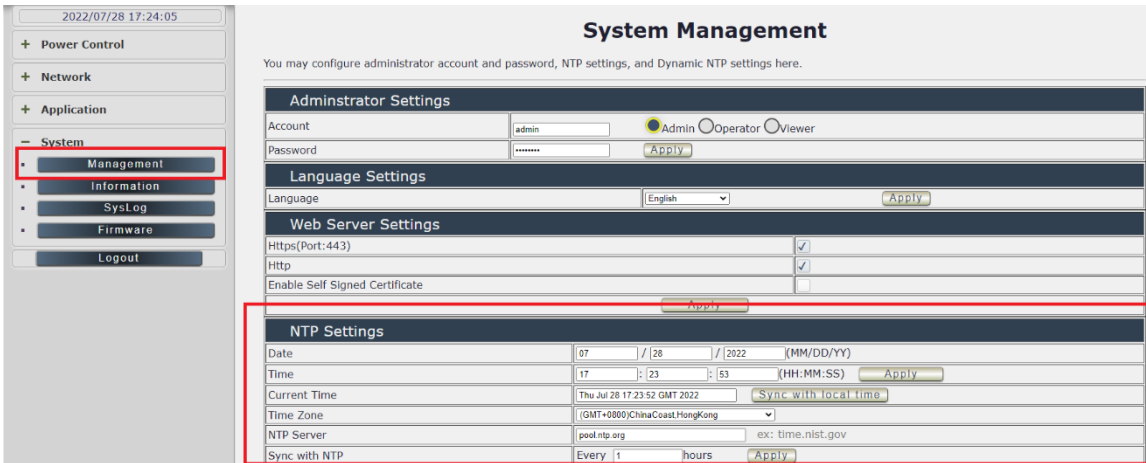 2022/07/28 17:24:05
+ Power Control
+ Network
+ Application
− System
Management
Information
SysLog
Firmware
Logout
System Management
You may configure administrator account and password, NTP settings, and Dynamic NTP settings here.
Adminstrator Settings
Account admin Admin Operator Viewer
Password •••••••• Apply
Language Settings
Language English Apply
Web Server Settings
Https(Port:443)
Http
Enable Self Signed Certificate
Apply
NTP Settings
Date 07 / 28 / 2022 (MM/DD/YY)
Time 17 : 23 : 53 (HH:MM:SS) Apply
Current Time Thu Jul 28 17:23:52 GMT 2022 Sync with local time
Time Zone (GMT+0800)ChinaCoast,HongKong
NTP Server pool.ntp.org ex: time.nist.gov
Sync with NTP Every 1 hours Apply